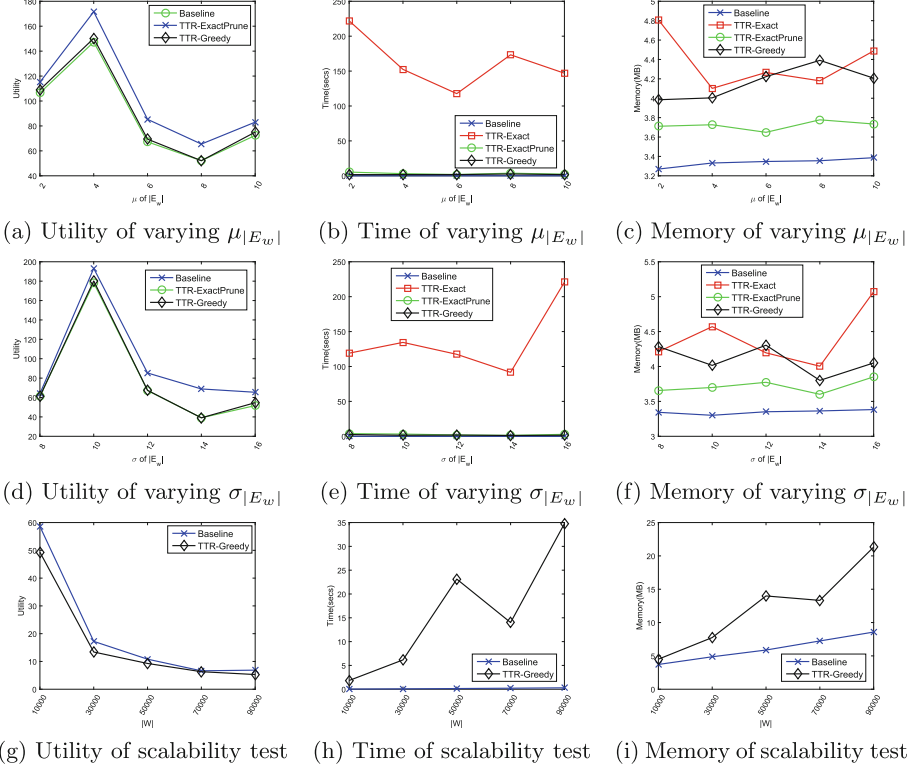 180
160
140
120
100
80
60
40
Utility
2
4
6
8
10
μ of |E_w|
Baseline
TTR-ExactPrune
TTR-Greedy
(a) Utility of varying μ|E_w|
250
200
150
100
50
0
Time(secs)
2
4
6
8
10
μ of |E_w|
Baseline
TTR-Exact
TTR-ExactPrune
TTR-Greedy
(b) Time of varying μ|E_w|
5
4.8
4.6
4.4
4.2
4
3.8
3.6
3.4
3.2
Memory(MB)
2
4
6
8
10
μ of |E_w|
Baseline
TTR-Exact
TTR-ExactPrune
TTR-Greedy
(c) Memory of varying μ|E_w|
200
180
160
140
120
100
80
60
40
20
Utility
8
10
12
14
16
σ of |E_w|
Baseline
TTR-ExactPrune
TTR-Greedy
(d) Utility of varying σ|E_w|
250
200
150
100
50
0
Time(secs)
8
10
12
14
16
σ of |E_w|
Baseline
TTR-Exact
TTR-ExactPrune
TTR-Greedy
(e) Time of varying σ|E_w|
5.5
5
4.5
4
3.5
3
Memory(MB)
8
10
12
14
16
σ of |E_w|
Baseline
TTR-Exact
TTR-ExactPrune
TTR-Greedy
(f) Memory of varying σ|E_w|
60
50
40
30
20
10
0
Utility
10000
30000
50000
70000
90000
|W|
Baseline
TTR-Greedy
(g) Utility of scalability test
35
30
25
20
15
10
5
0
Time(secs)
10000
30000
50000
70000
90000
|W|
Baseline
TTR-Greedy
(h) Time of scalability test
25
20
15
10
5
0
Memory(MB)
10000
30000
50000
70000
90000
|W|
Baseline
TTR-Greedy
(i) Memory of scalability test